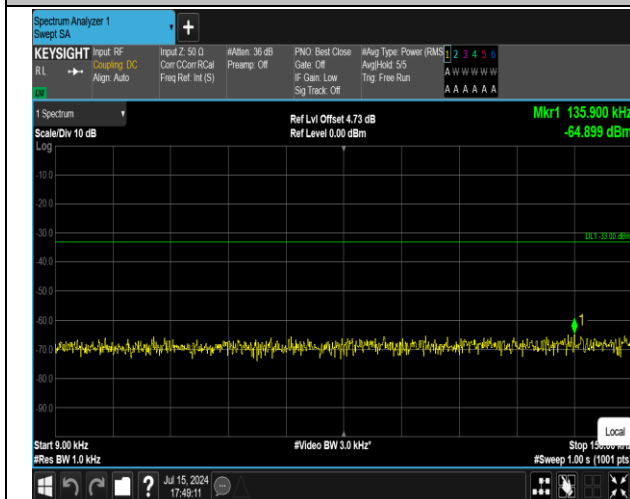 Spectrum Analyzer 1
Swept SA
+
KEYSIGHT Input: RF Input Z: 50 Ω #Atten: 36 dB PNO: Best Close #Avg Type: Power (RMS 1 2 3 4 5 6
RL Coupling: DC Corr CCorr RCal Preamp: Off Gate: Off Avg|Hold: 5/5 A W W W W W
Align: Auto Freq Ref: Int (S) IF Gain: Low Trig: Free Run
Sig Track: Off A A A A A A
1 Spectrum Ref Lvl Offset 4.73 dB Mkr1 135.900 kHz
Scale/Div 10 dB Ref Level 0.00 dBm -64.899 dBm
Log
-10.0
-20.0
-30.0
DL1 -33.00 dBm
-40.0
-50.0
-60.0
1
-70.0
-80.0
-90.0
Local
Start 9.00 kHz #Video BW 3.0 kHz* Stop
#Res BW 1.0 kHz #Sweep 1.00 s (1001 pts
? Jul 15, 2024
17:49:11